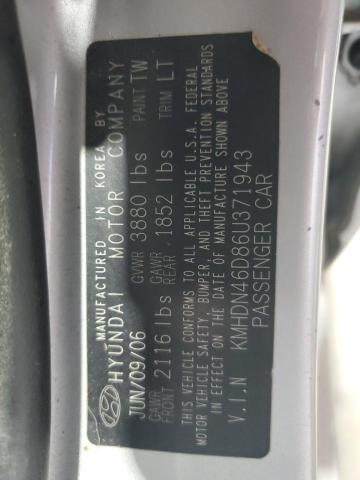 MANUFACTURED IN KOREA BY
HYUNDAI MOTOR COMPANY
JUN/09/06 GVWR 3880 lbs PAINT TW
GAWR FRONT 2116 lbs GAWR REAR 1852 lbs TRIM LT
THIS VEHICLE CONFORMS TO ALL APPLICABLE U.S.A. FEDERAL
MOTOR VEHICLE SAFETY, BUMPER, AND THEFT PREVENTION STANDARDS
IN EFFECT ON THE DATE OF MANUFACTURE SHOWN ABOVE
V.I.N KMHDN46D86U371943
PASSENGER CAR